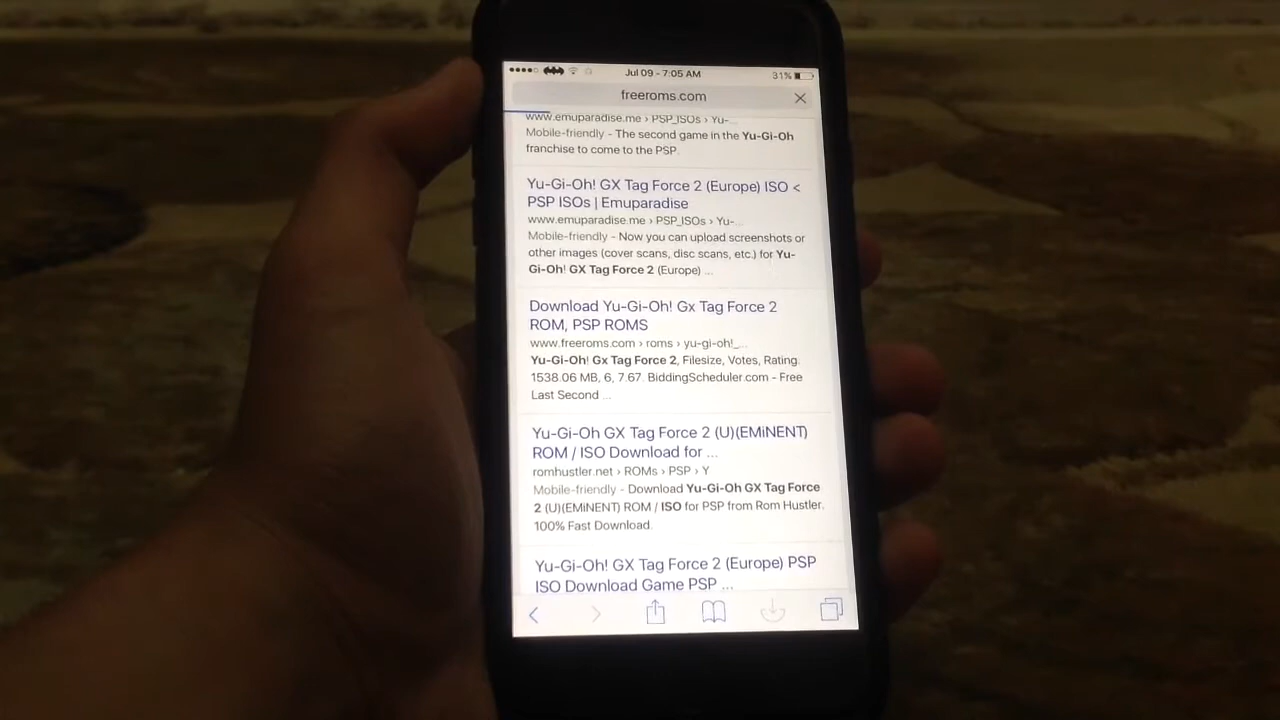 Jul 09 - 7:05 AM
31%
freeroms.com
www.emuparadise.me › PSP_ISOs › Yu-...
Mobile-friendly - The second game in the Yu-Gi-Oh
franchise to come to the PSP.
Yu-Gi-Oh! GX Tag Force 2 (Europe) ISO <
PSP ISOs | Emuparadise
www.emuparadise.me › PSP_ISOs › Yu-...
Mobile-friendly - Now you can upload screenshots or
other images (cover scans, disc scans, etc.) for Yu-
Gi-Oh! GX Tag Force 2 (Europe) ...
Download Yu-Gi-Oh! Gx Tag Force 2
ROM, PSP ROMS
www.freeroms.com › roms › yu-gi-oh!_...
Yu-Gi-Oh! Gx Tag Force 2, Filesize, Votes, Rating.
1538.06 MB, 6, 7.67. BiddingScheduler.com - Free
Last Second ...
Yu-Gi-Oh GX Tag Force 2 (U)(EMiNENT)
ROM / ISO Download for ...
romhustler.net › ROMs › PSP › Y
Mobile-friendly - Download Yu-Gi-Oh GX Tag Force
2 (U)(EMiNENT) ROM / ISO for PSP from Rom Hustler.
100% Fast Download.
Yu-Gi-Oh! GX Tag Force 2 (Europe) PSP
ISO Download Game PSP ...